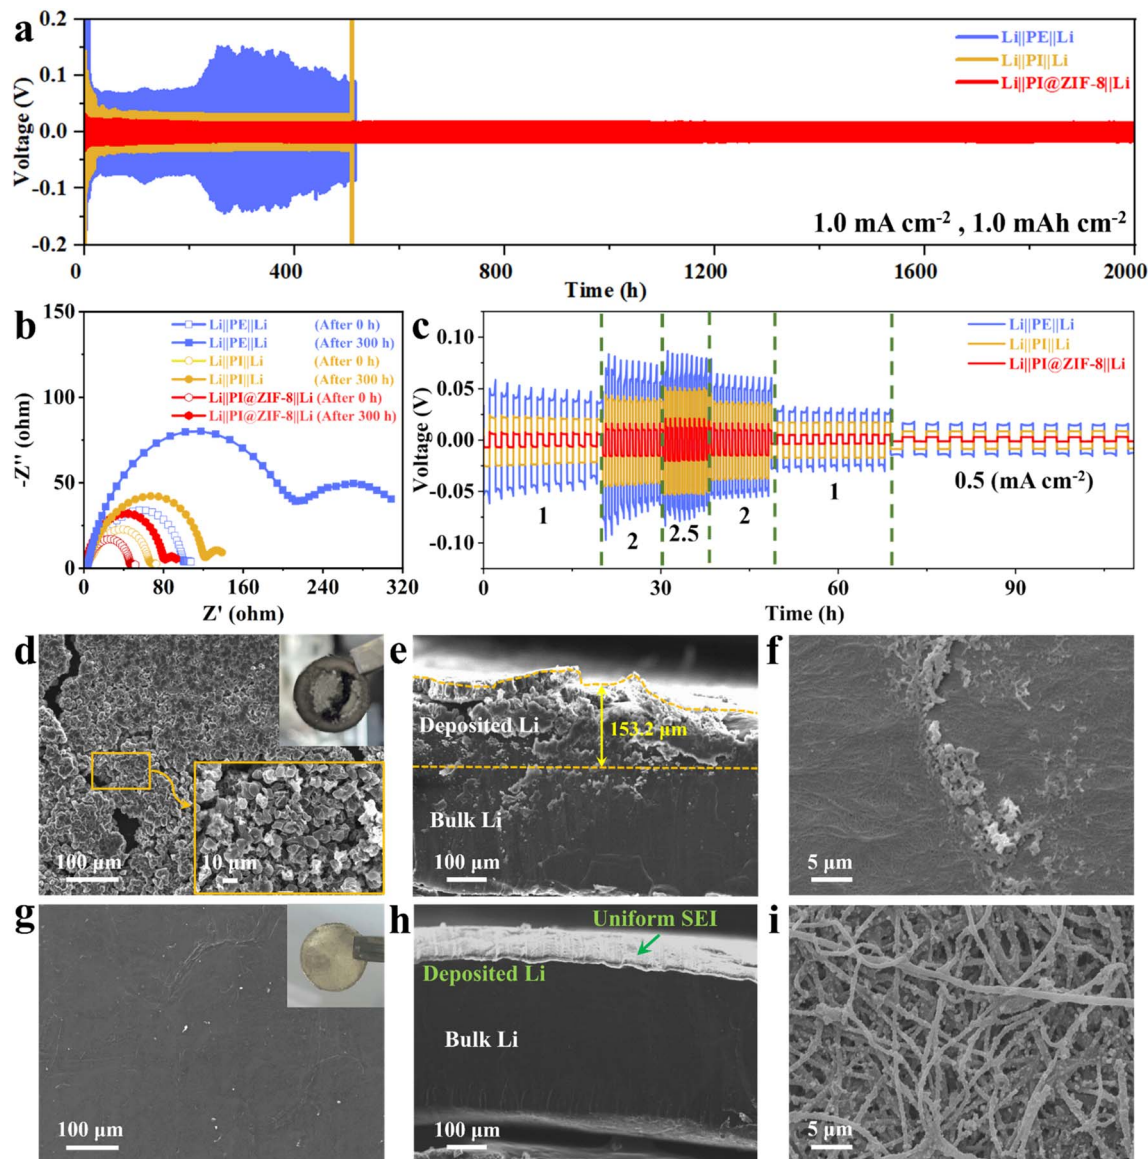 a
0.2
0.1
0.0
-0.1
-0.2
Voltage (V)
Li||PE||Li
Li||PI||Li
Li||PI@ZIF-8||Li
1.0 mA cm⁻² , 1.0 mAh cm⁻²
0 400 800 1200 1600 2000
Time (h)
b
150
100
50
0
-Z'' (ohm)
Li||PE||Li (After 0 h)
Li||PE||Li (After 300 h)
Li||PI||Li (After 0 h)
Li||PI||Li (After 300 h)
Li||PI@ZIF-8||Li (After 0 h)
Li||PI@ZIF-8||Li (After 300 h)
0 80 160 240 320
Z' (ohm)
c
0.10
0.05
0.00
-0.05
-0.10
Voltage (V)
Li||PE||Li
Li||PI||Li
Li||PI@ZIF-8||Li
1
2
2.5
2
1
0.5 (mA cm⁻²)
0 30 60 90
Time (h)
d
100 µm
10 µm
e
Deposited Li
153.2 µm
Bulk Li
100 µm
f
5 µm
g
100 µm
h
Uniform SEI
Deposited Li
Bulk Li
100 µm
i
5 µm